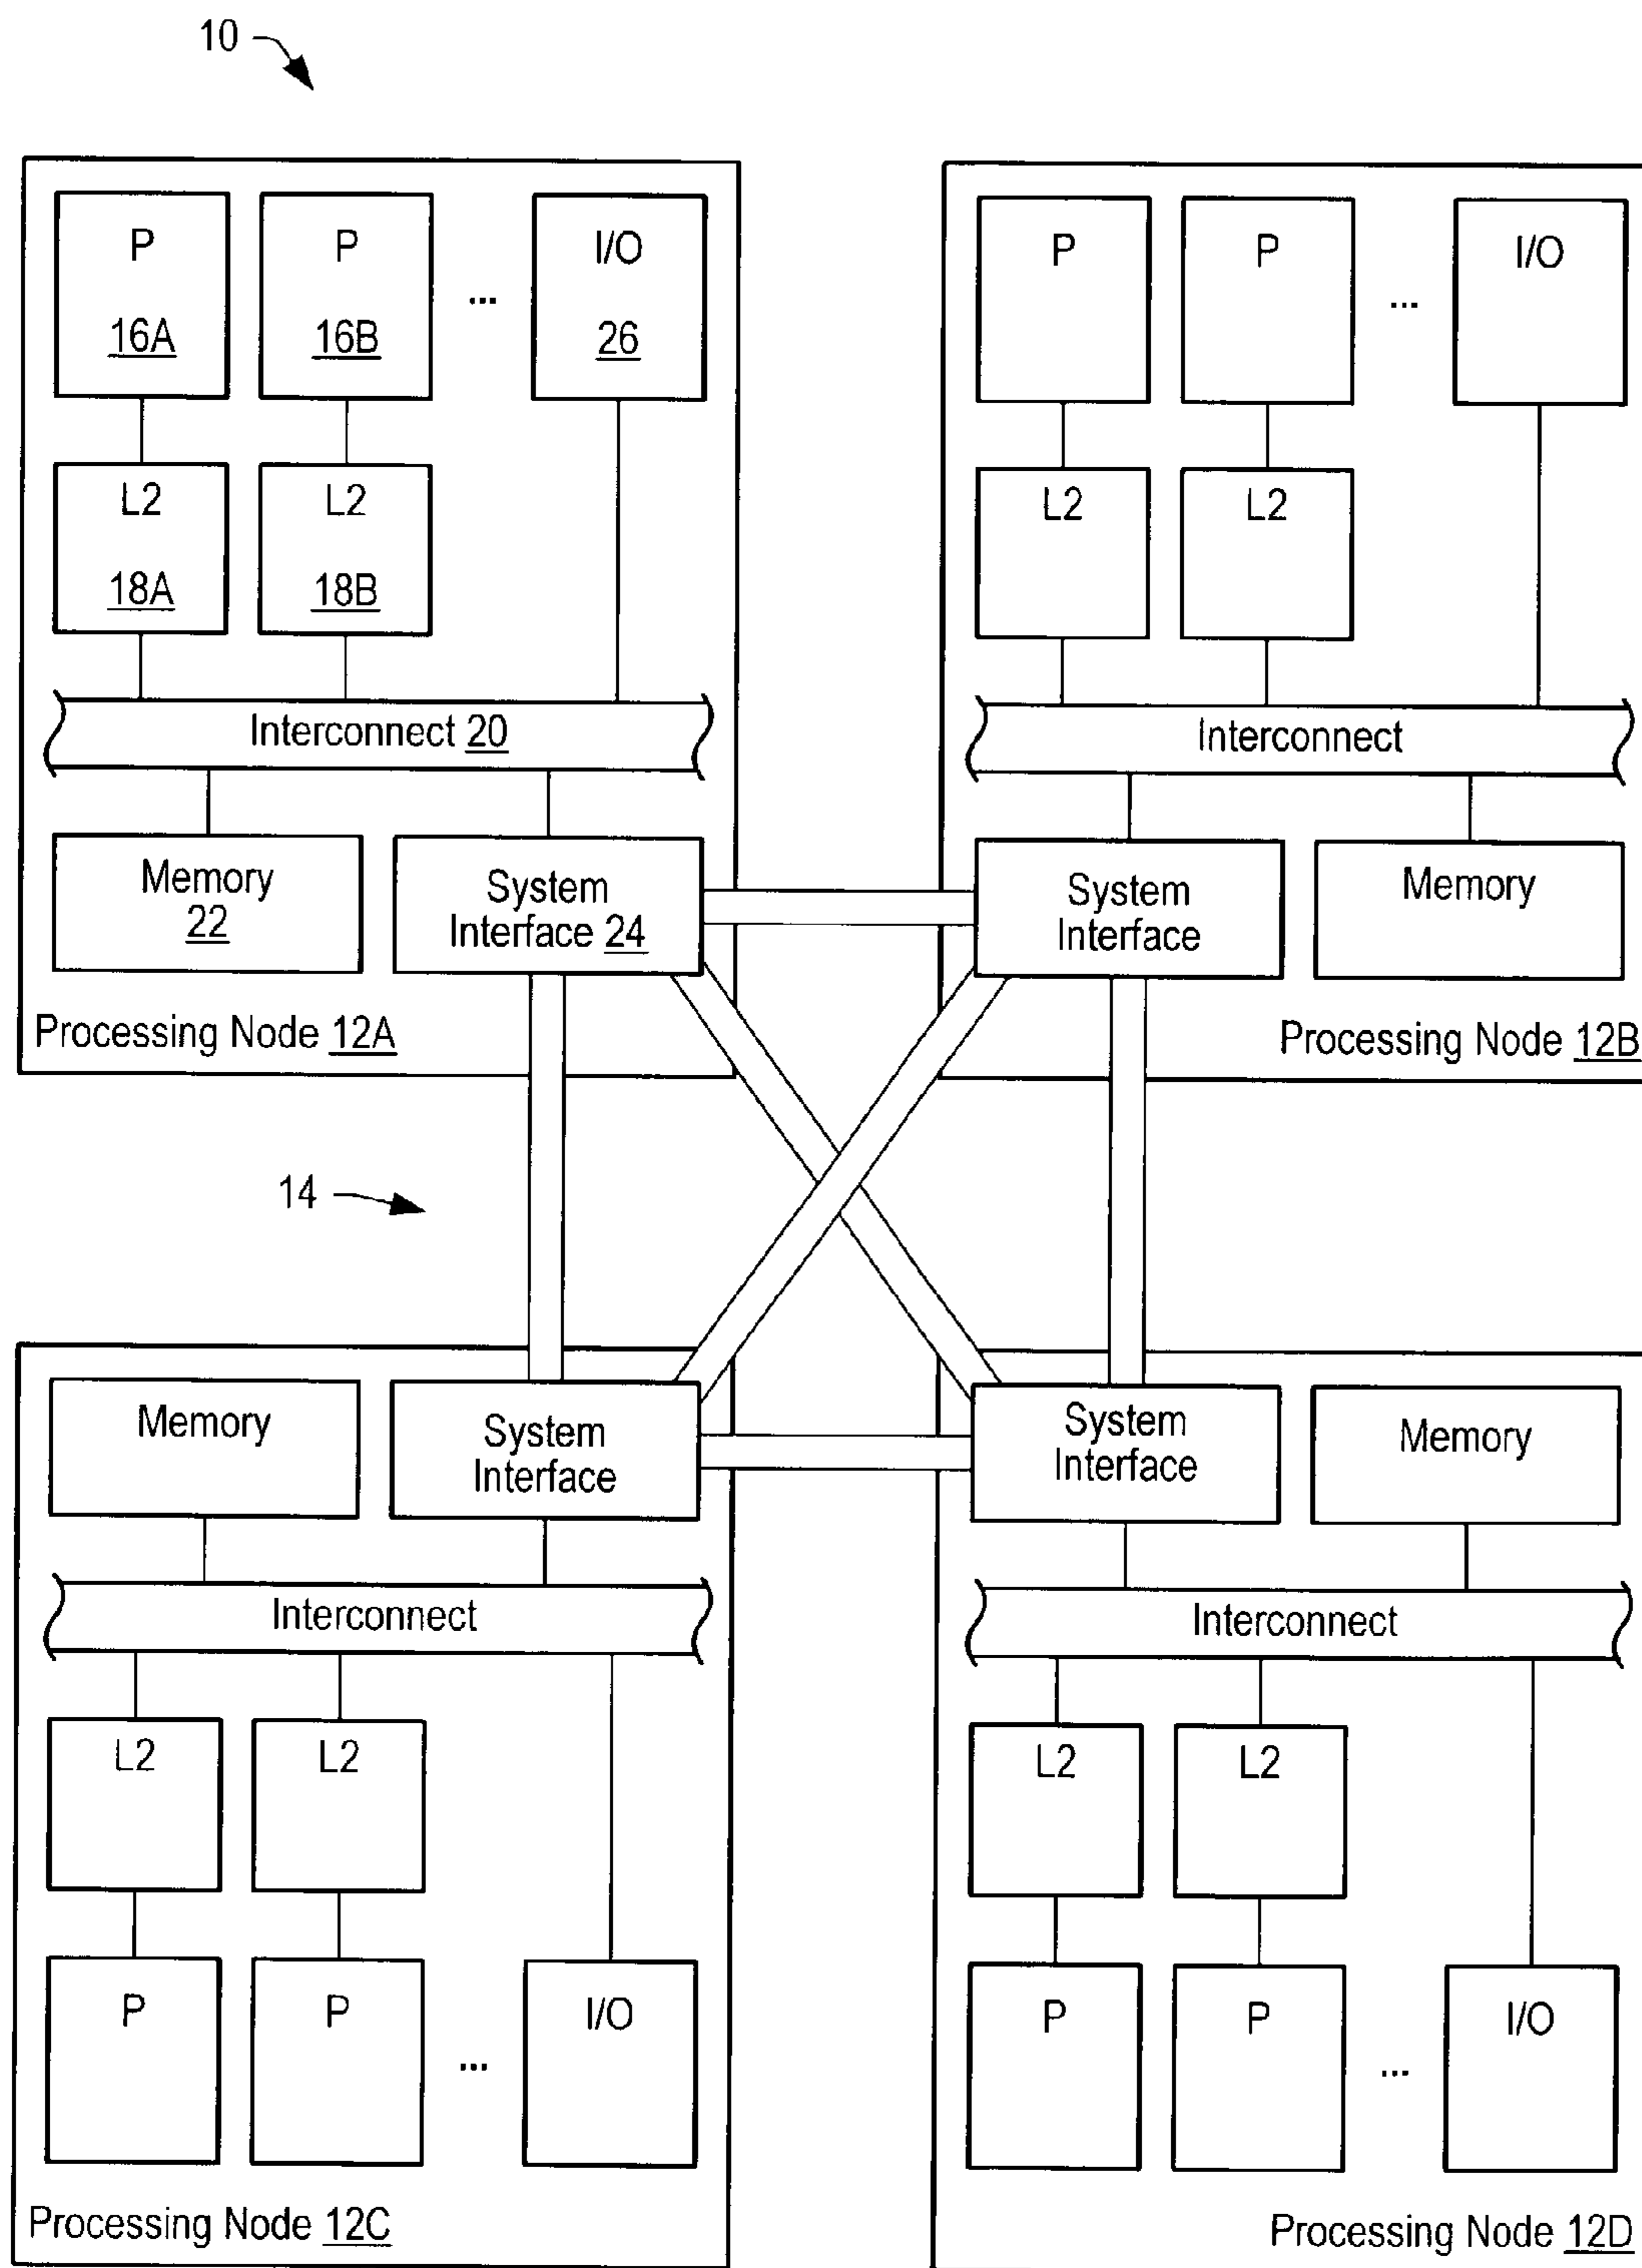 10
P
16A
P
16B
...
I/O
26
L2
18A
L2
18B
Interconnect 20
Memory
22
System
Interface 24
Processing Node 12A
P
P
...
I/O
L2
L2
Interconnect
System
Interface
Memory
Processing Node 12B
14
Memory
System
Interface
Interconnect
L2
L2
P
P
...
I/O
Processing Node 12C
System
Interface
Memory
Interconnect
L2
L2
P
P
...
I/O
Processing Node 12D